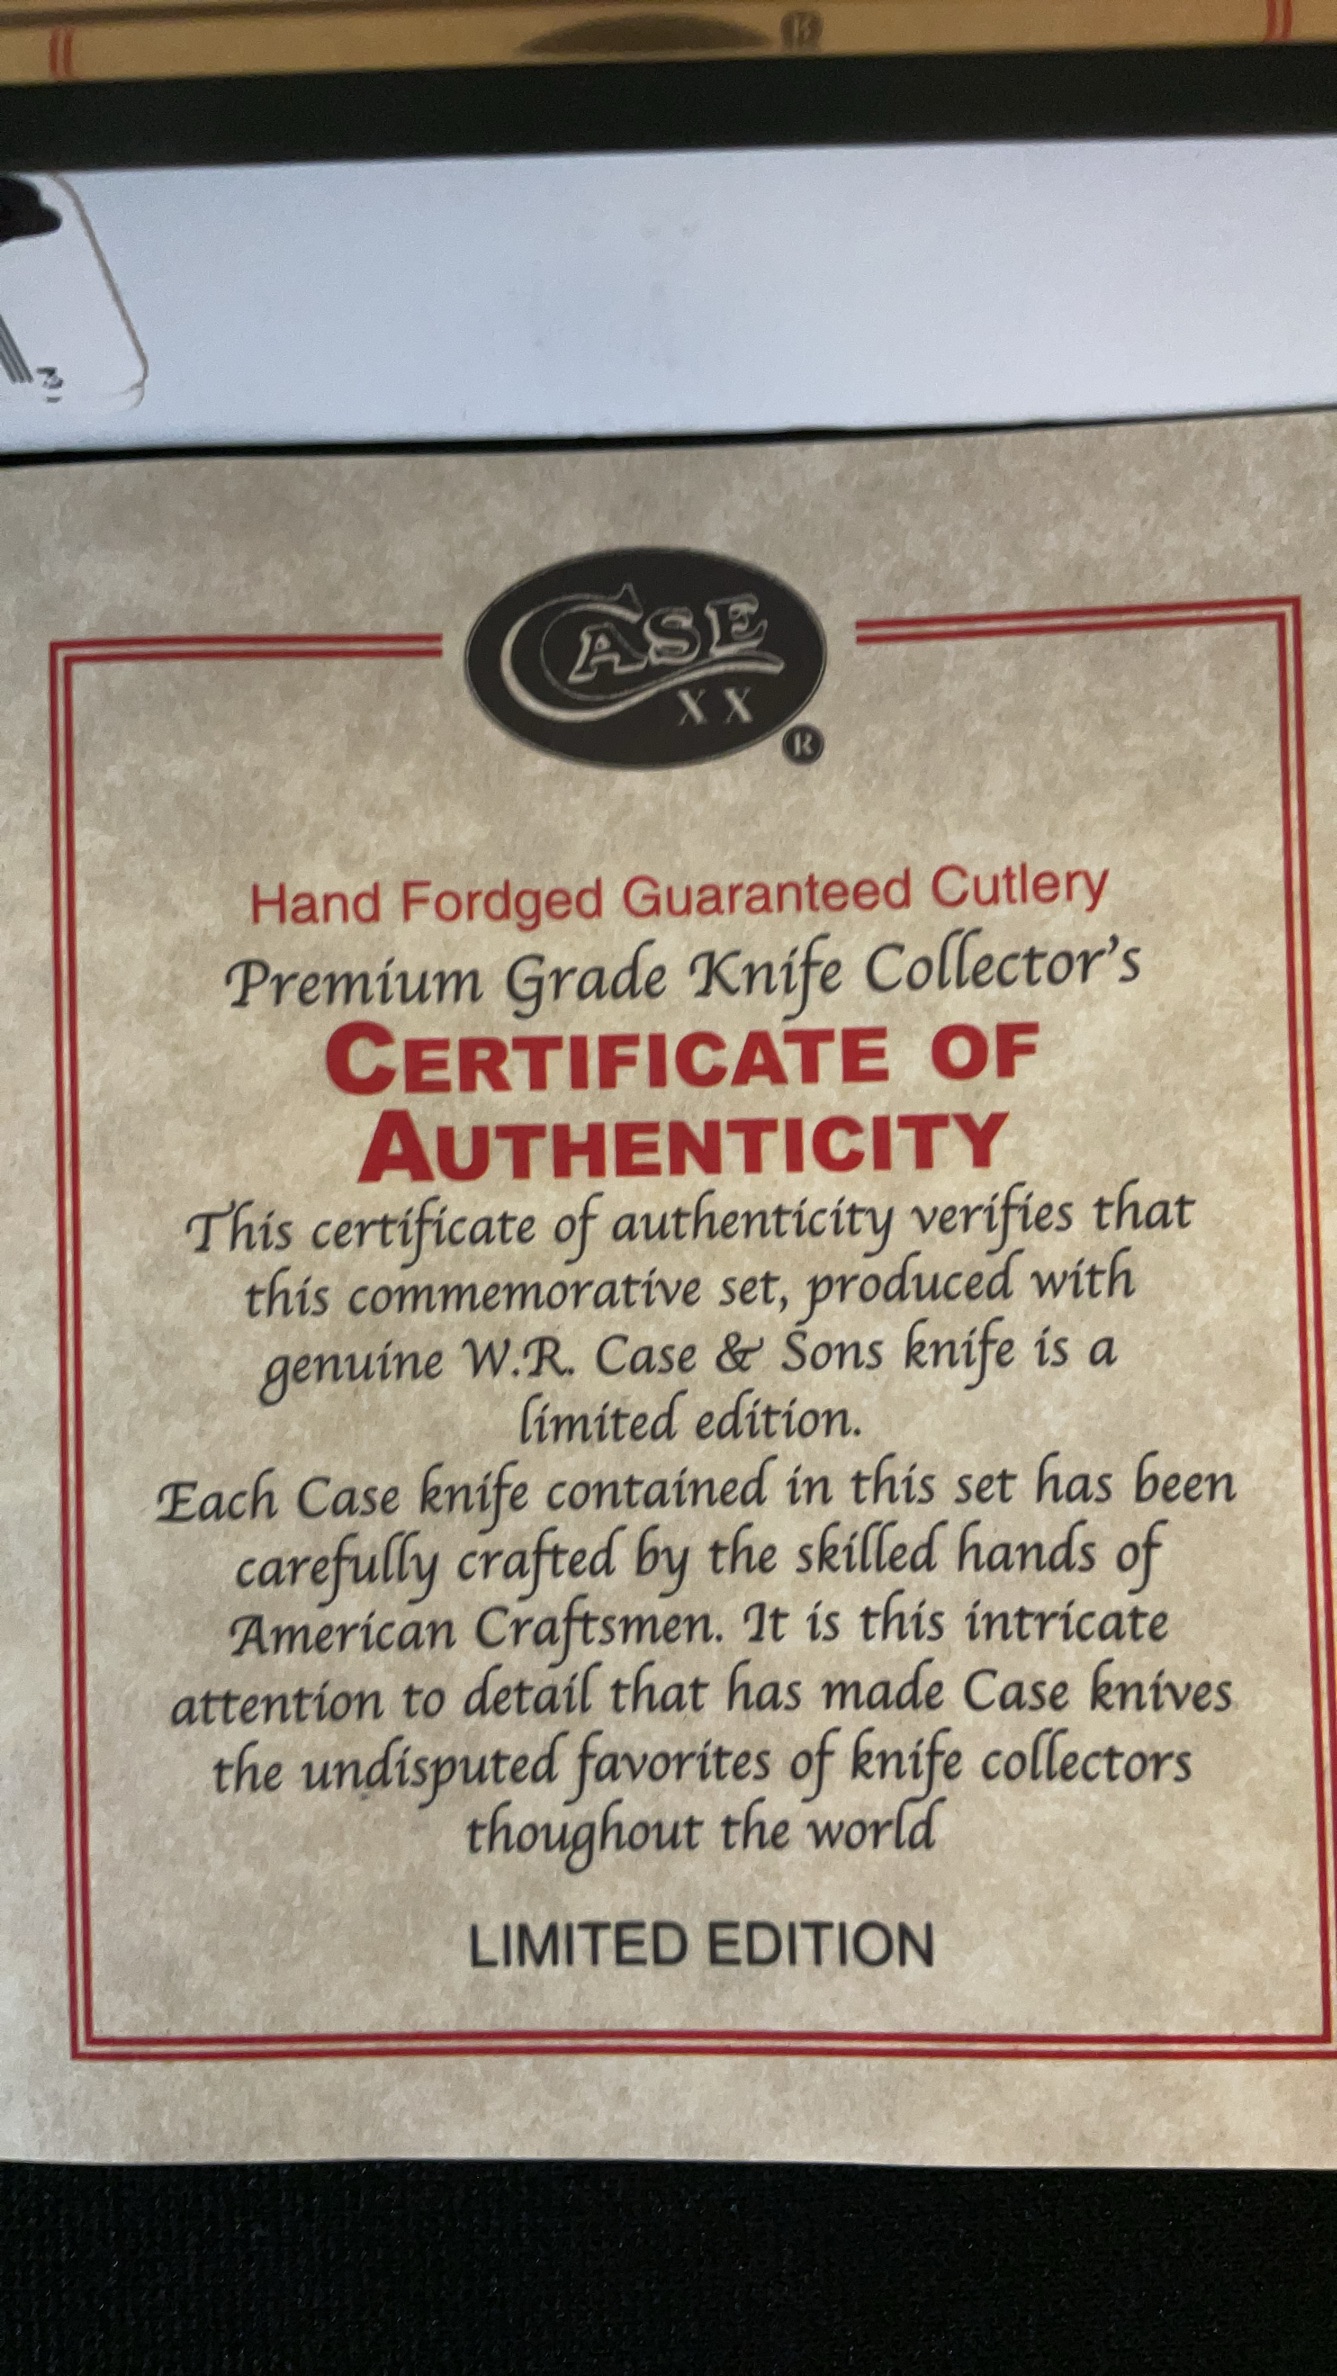 CASE
XX
R
Hand Fordged Guaranteed Cutlery
Premium Grade Knife Collector's
CERTIFICATE OF
AUTHENTICITY
This certificate of authenticity verifies that
this commemorative set, produced with
genuine W.R. Case & Sons knife is a
limited edition.
Each Case knife contained in this set has been
carefully crafted by the skilled hands of
American Craftsmen. It is this intricate
attention to detail that has made Case knives
the undisputed favorites of knife collectors
thoughout the world
LIMITED EDITION